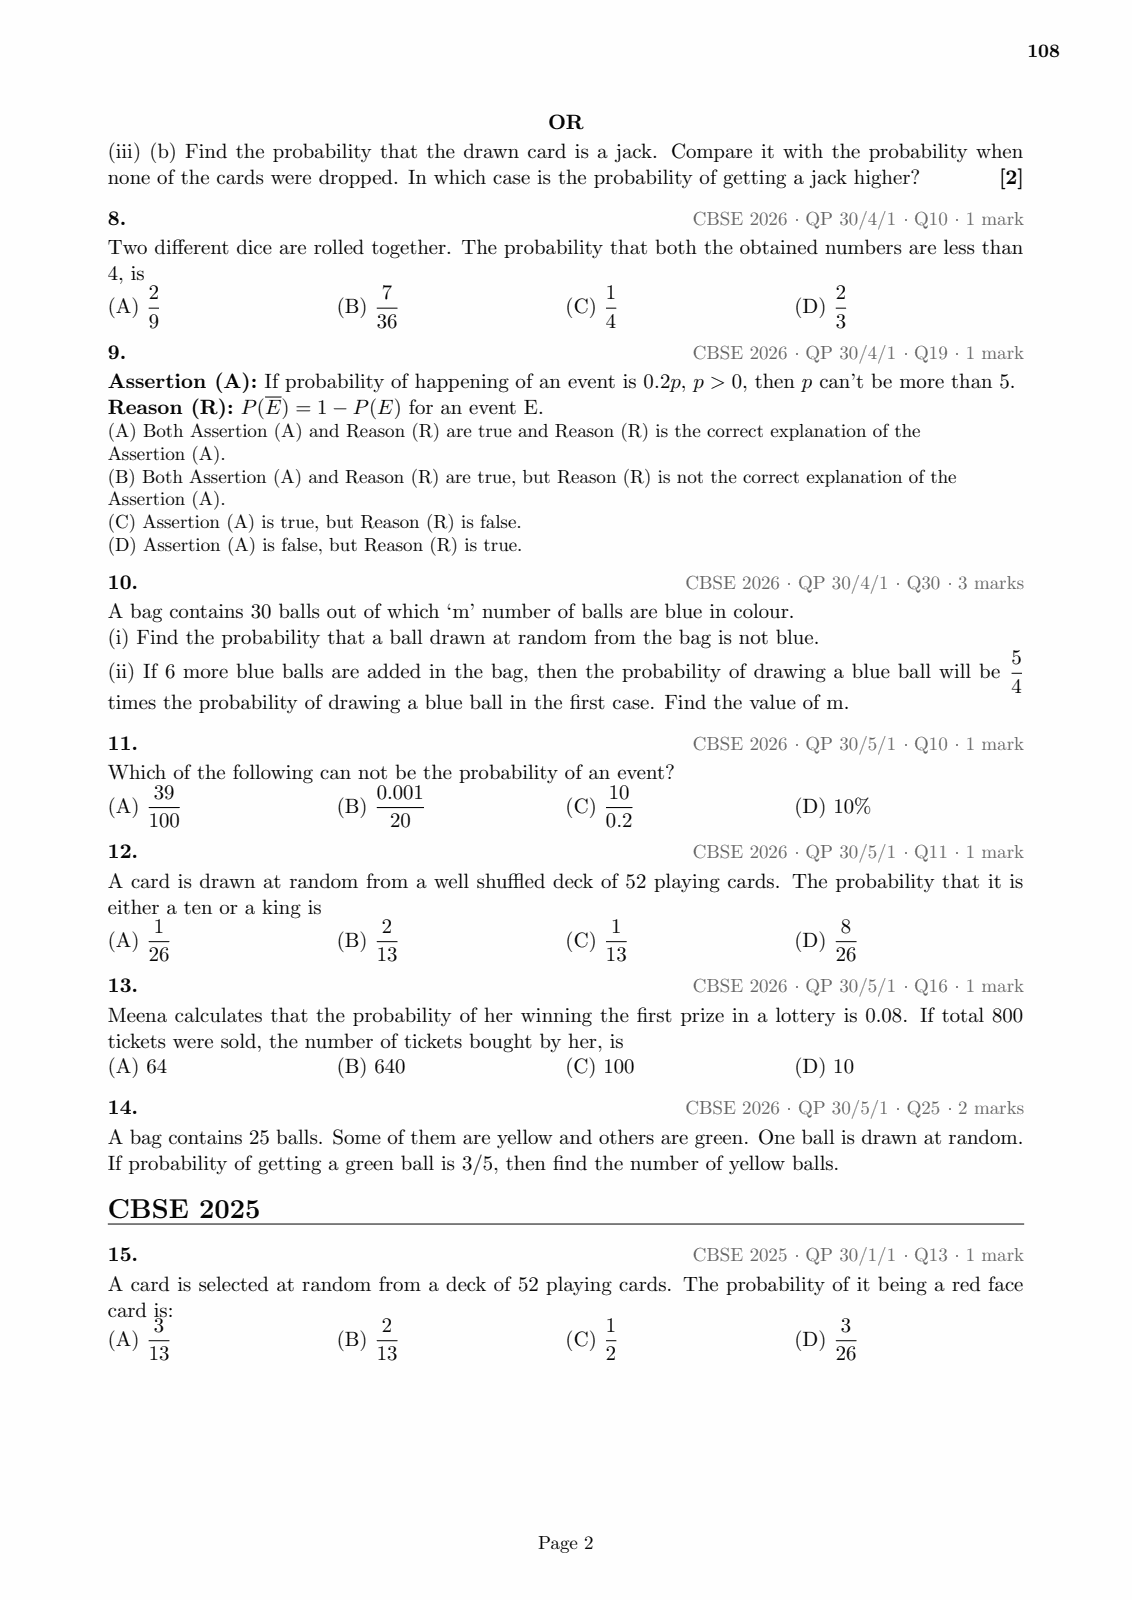 108
OR
(iii) (b) Find the probability that the drawn card is a jack. Compare it with the probability when
none of the cards were dropped. In which case is the probability of getting a jack higher? [2]
8. CBSE 2026 · QP 30/4/1 · Q10 · 1 mark
Two different dice are rolled together. The probability that both the obtained numbers are less than
4, is
(A) 2/9 (B) 7/36 (C) 1/4 (D) 2/3
9. CBSE 2026 · QP 30/4/1 · Q19 · 1 mark
Assertion (A): If probability of happening of an event is 0.2p, p > 0, then p can't be more than 5.
Reason (R): P(E̅) = 1 − P(E) for an event E.
(A) Both Assertion (A) and Reason (R) are true and Reason (R) is the correct explanation of the
Assertion (A).
(B) Both Assertion (A) and Reason (R) are true, but Reason (R) is not the correct explanation of the
Assertion (A).
(C) Assertion (A) is true, but Reason (R) is false.
(D) Assertion (A) is false, but Reason (R) is true.
10. CBSE 2026 · QP 30/4/1 · Q30 · 3 marks
A bag contains 30 balls out of which ‘m’ number of balls are blue in colour.
(i) Find the probability that a ball drawn at random from the bag is not blue.
(ii) If 6 more blue balls are added in the bag, then the probability of drawing a blue ball will be 5/4
times the probability of drawing a blue ball in the first case. Find the value of m.
11. CBSE 2026 · QP 30/5/1 · Q10 · 1 mark
Which of the following can not be the probability of an event?
(A) 39/100 (B) 0.001/20 (C) 10/0.2 (D) 10%
12. CBSE 2026 · QP 30/5/1 · Q11 · 1 mark
A card is drawn at random from a well shuffled deck of 52 playing cards. The probability that it is
either a ten or a king is
(A) 1/26 (B) 2/13 (C) 1/13 (D) 8/26
13. CBSE 2026 · QP 30/5/1 · Q16 · 1 mark
Meena calculates that the probability of her winning the first prize in a lottery is 0.08. If total 800
tickets were sold, the number of tickets bought by her, is
(A) 64 (B) 640 (C) 100 (D) 10
14. CBSE 2026 · QP 30/5/1 · Q25 · 2 marks
A bag contains 25 balls. Some of them are yellow and others are green. One ball is drawn at random.
If probability of getting a green ball is 3/5, then find the number of yellow balls.
CBSE 2025
15. CBSE 2025 · QP 30/1/1 · Q13 · 1 mark
A card is selected at random from a deck of 52 playing cards. The probability of it being a red face
card is:
(A) 3/13 (B) 2/13 (C) 1/2 (D) 3/26
Page 2